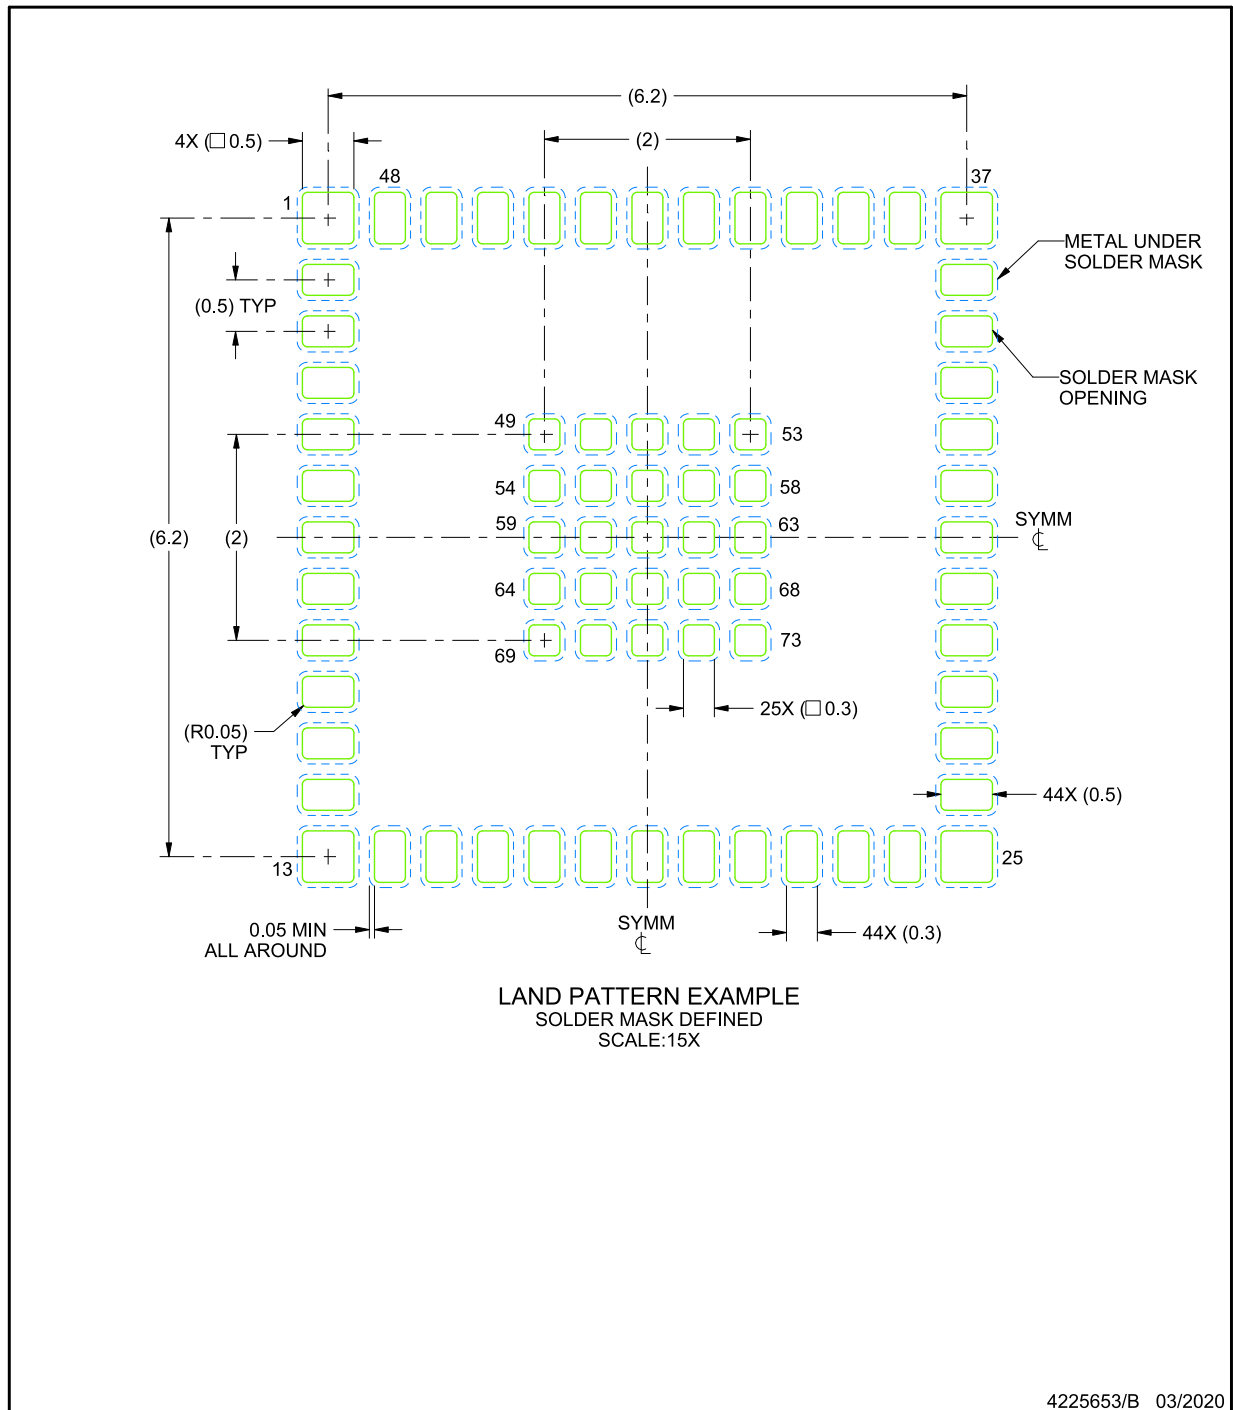 (6.2)
4X (□ 0.5)
(2)
48
37
1
METAL UNDER
SOLDER MASK
(0.5) TYP
SOLDER MASK
OPENING
49
53
54
58
(6.2)
(2)
59
63
SYMM
℄
64
68
69
73
25X (□ 0.3)
(R0.05)
TYP
44X (0.5)
13
25
0.05 MIN
ALL AROUND
SYMM
℄
44X (0.3)
LAND PATTERN EXAMPLE
SOLDER MASK DEFINED
SCALE:15X
4225653/B 03/2020